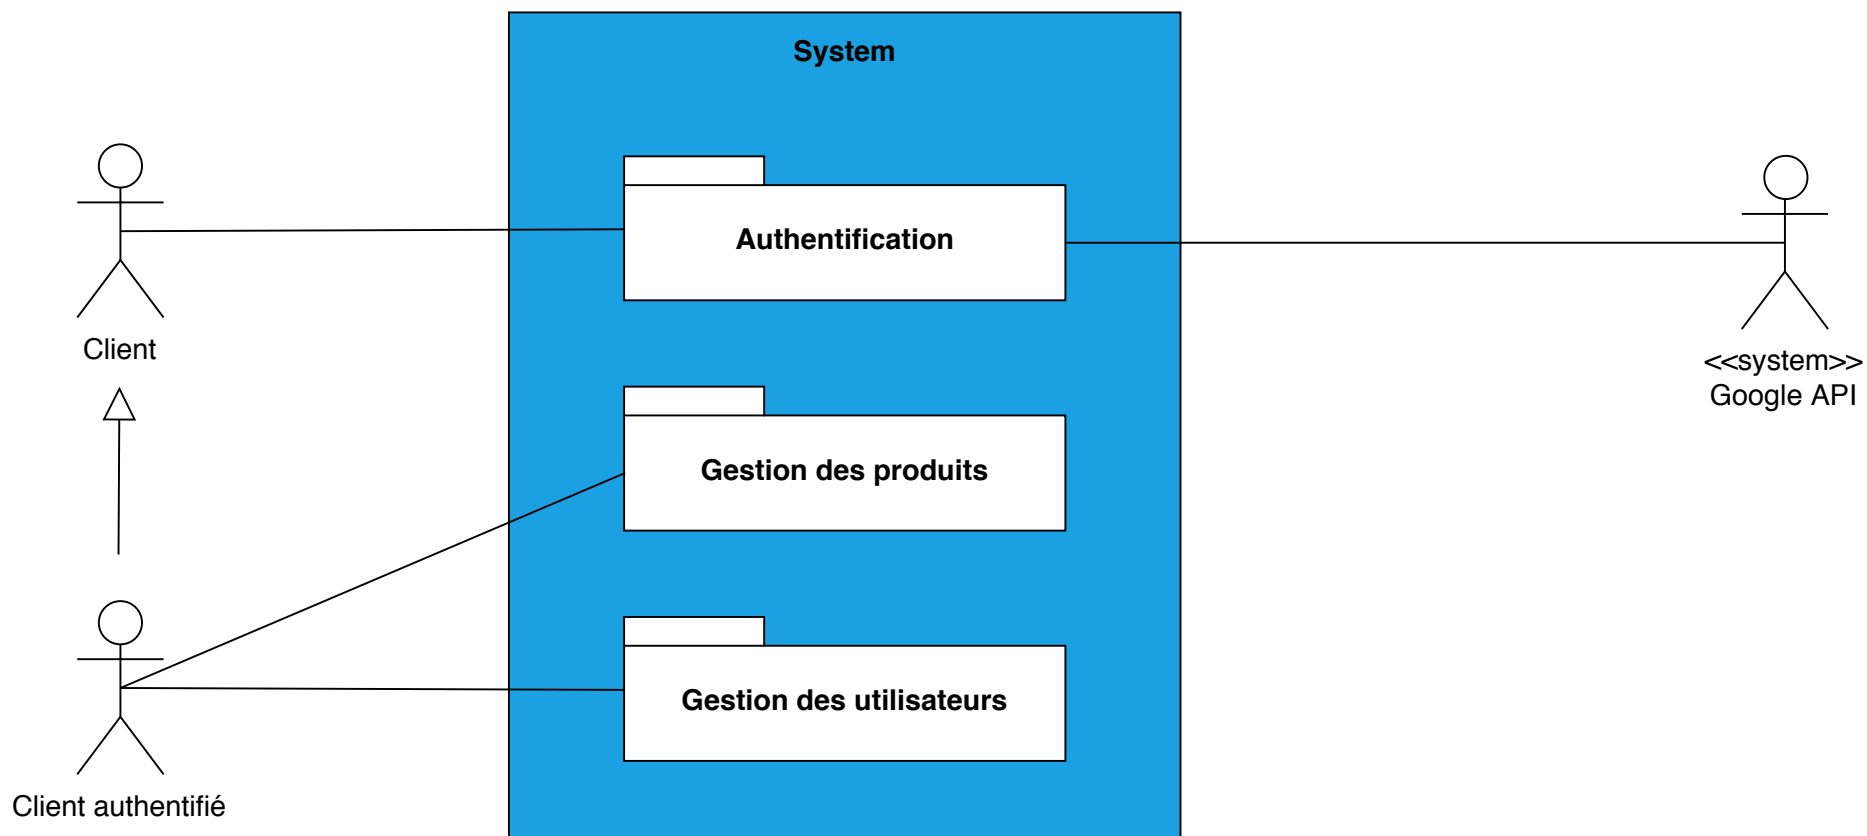 System
Authentification
Client
<<system>>
Google API
Gestion des produits
Gestion des utilisateurs
Client authentifié